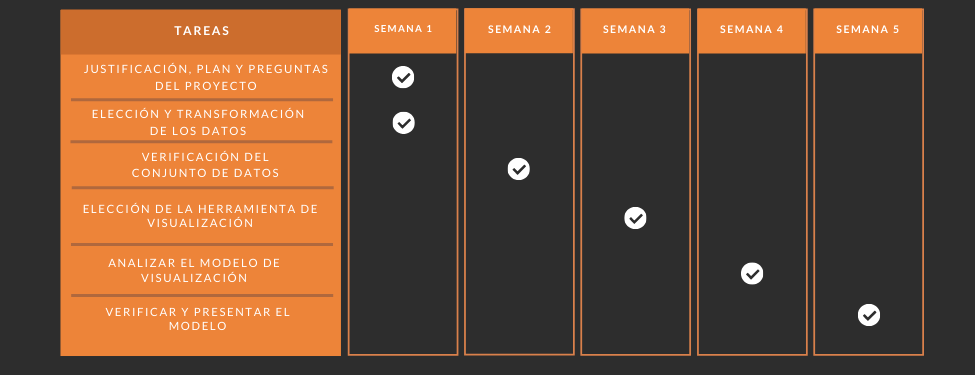 TAREAS
SEMANA 1
SEMANA 2
SEMANA 3
SEMANA 4
SEMANA 5
JUSTIFICACIÓN, PLAN Y PREGUNTAS
DEL PROYECTO
ELECCIÓN Y TRANSFORMACIÓN
DE LOS DATOS
VERIFICACIÓN DEL
CONJUNTO DE DATOS
ELECCIÓN DE LA HERRAMIENTA DE
VISUALIZACIÓN
ANALIZAR EL MODELO DE
VISUALIZACIÓN
VERIFICAR Y PRESENTAR EL
MODELO